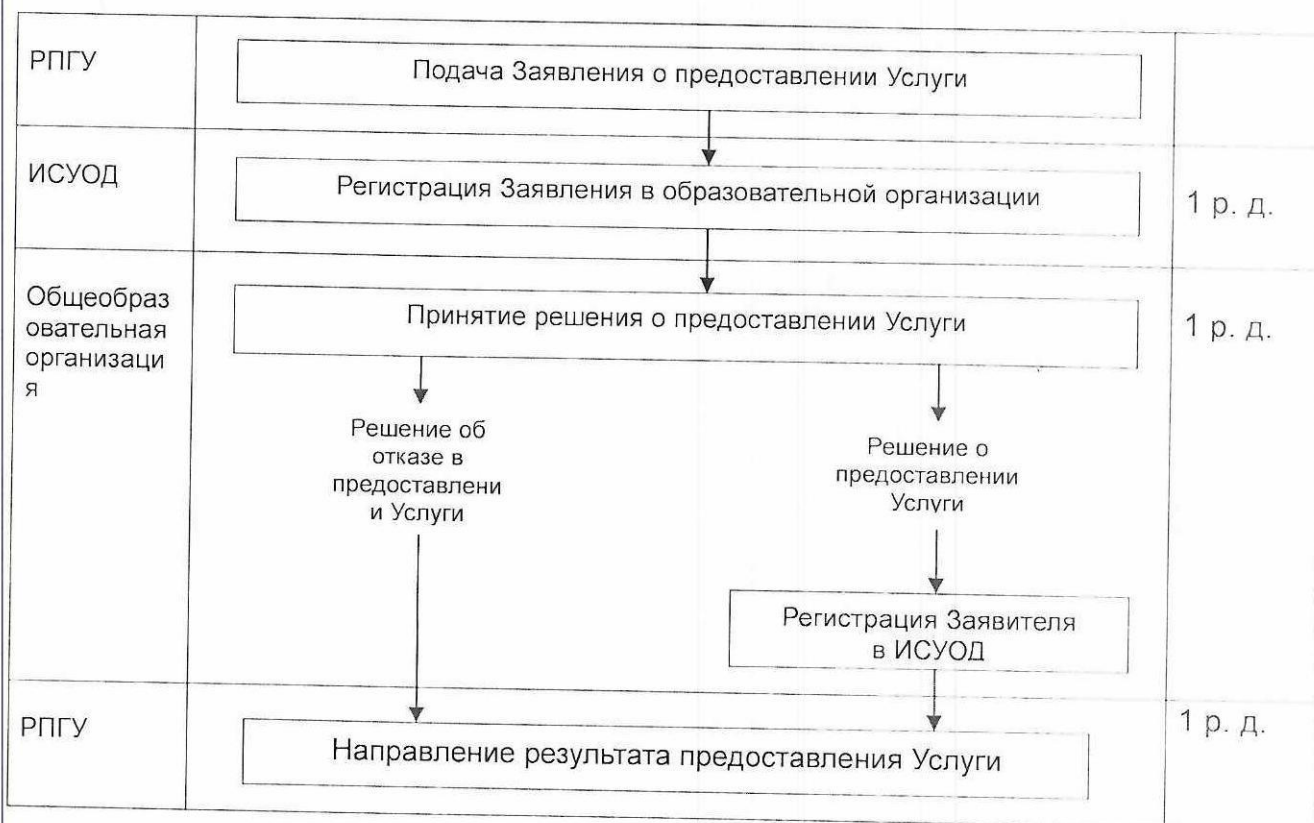 РПГУ
Подача Заявления о предоставлении Услуги
ИСУОД
Регистрация Заявления в образовательной организации
1 р. д.
Общеобраз
овательная
организаци
я
Принятие решения о предоставлении Услуги
1 р. д.
Решение об
отказе в
предоставлени
и Услуги
Решение о
предоставлении
Услуги
Регистрация Заявителя
в ИСУОД
РПГУ
Направление результата предоставления Услуги
1 р. д.